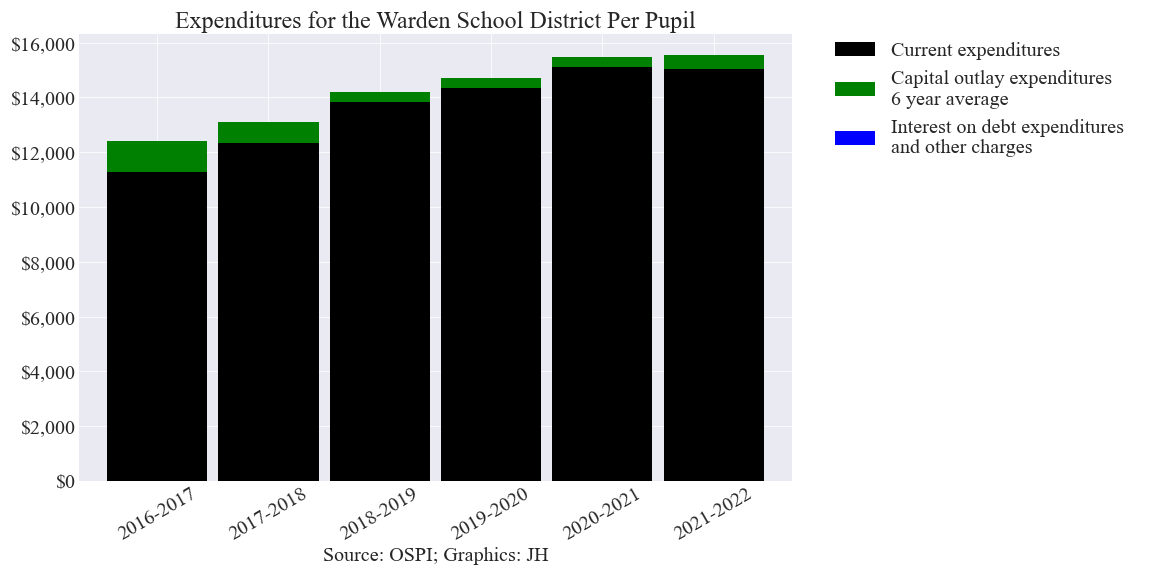 Expenditures for the Warden School District Per Pupil
$16,000
$14,000
$12,000
$10,000
$8,000
$6,000
$4,000
$2,000
$0
2016-2017
2017-2018
2018-2019
2019-2020
2020-2021
2021-2022
Source: OSPI; Graphics: JH
Current expenditures
Capital outlay expenditures
6 year average
Interest on debt expenditures
and other charges